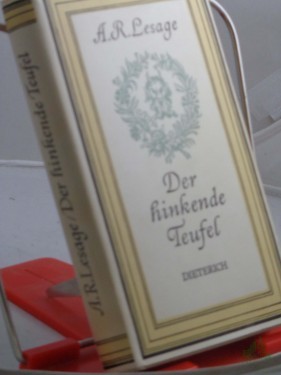 A.R.Lesage
Der
hinkende
Teufel
DIETERICH
A.R.Lesage/Der hinkende Teufel